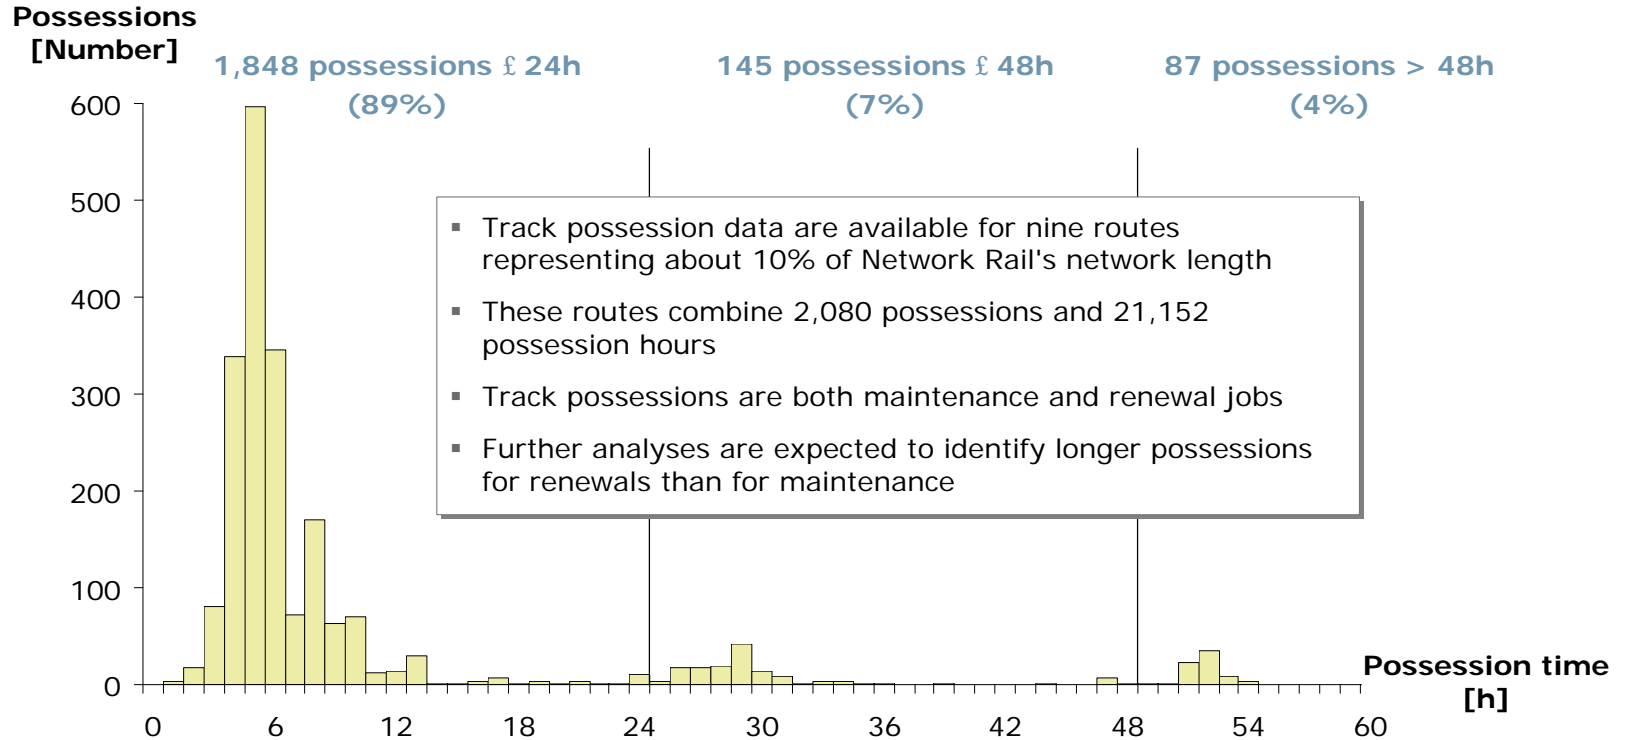 Possessions
[Number]
1,848 possessions £ 24h
(89%)
145 possessions £ 48h
(7%)
87 possessions > 48h
(4%)
600
500
400
300
200
100
0
▪ Track possession data are available for nine routes
representing about 10% of Network Rail's network length
▪ These routes combine 2,080 possessions and 21,152
possession hours
▪ Track possessions are both maintenance and renewal jobs
▪ Further analyses are expected to identify longer possessions
for renewals than for maintenance
Possession time
[h]
0 6 12 18 24 30 36 42 48 54 60